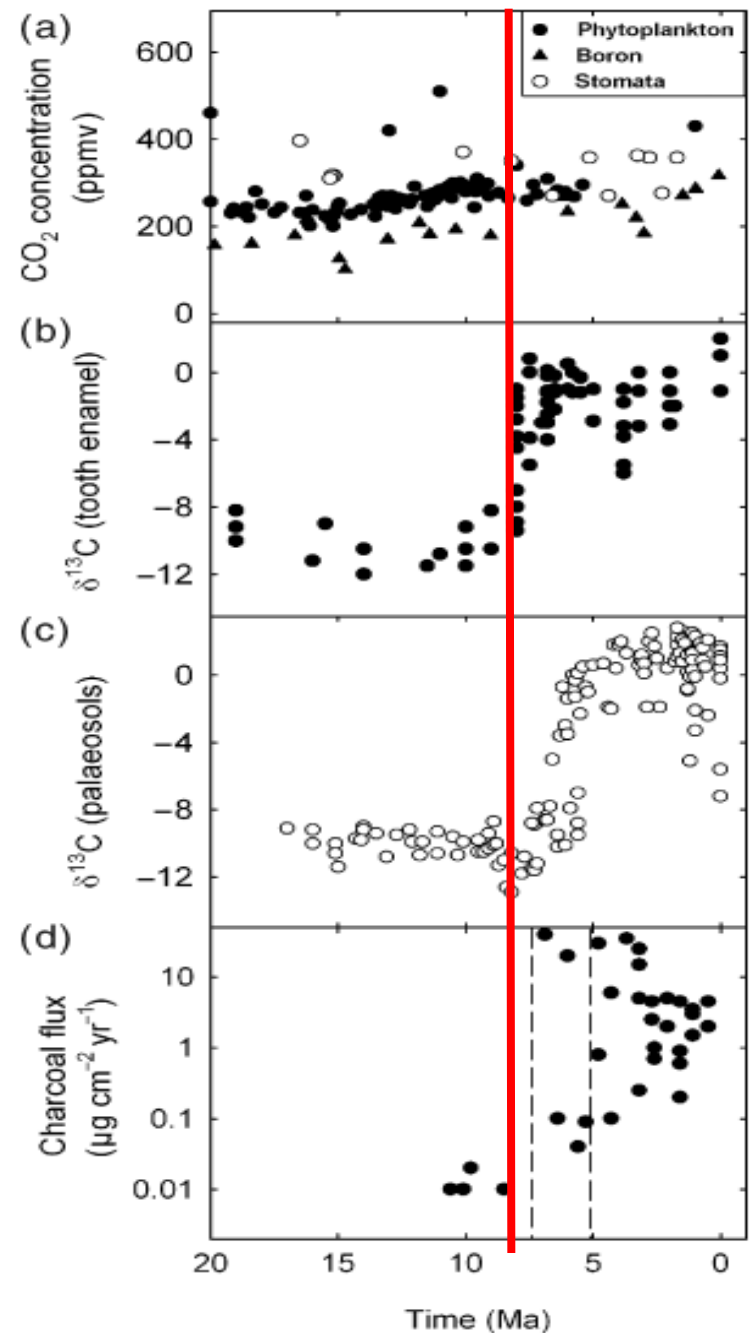 (a)
CO₂ concentration
(ppmv)
600
400
200
0
Phytoplankton
Boron
Stomata
(b)
δ¹³C (tooth enamel)
0
−4
−8
−12
(c)
δ¹³C (palaeosols)
0
−4
−8
−12
(d)
Charcoal flux
(µg cm⁻² yr⁻¹)
10
1
0.1
0.01
20 15 10 5 0
Time (Ma)